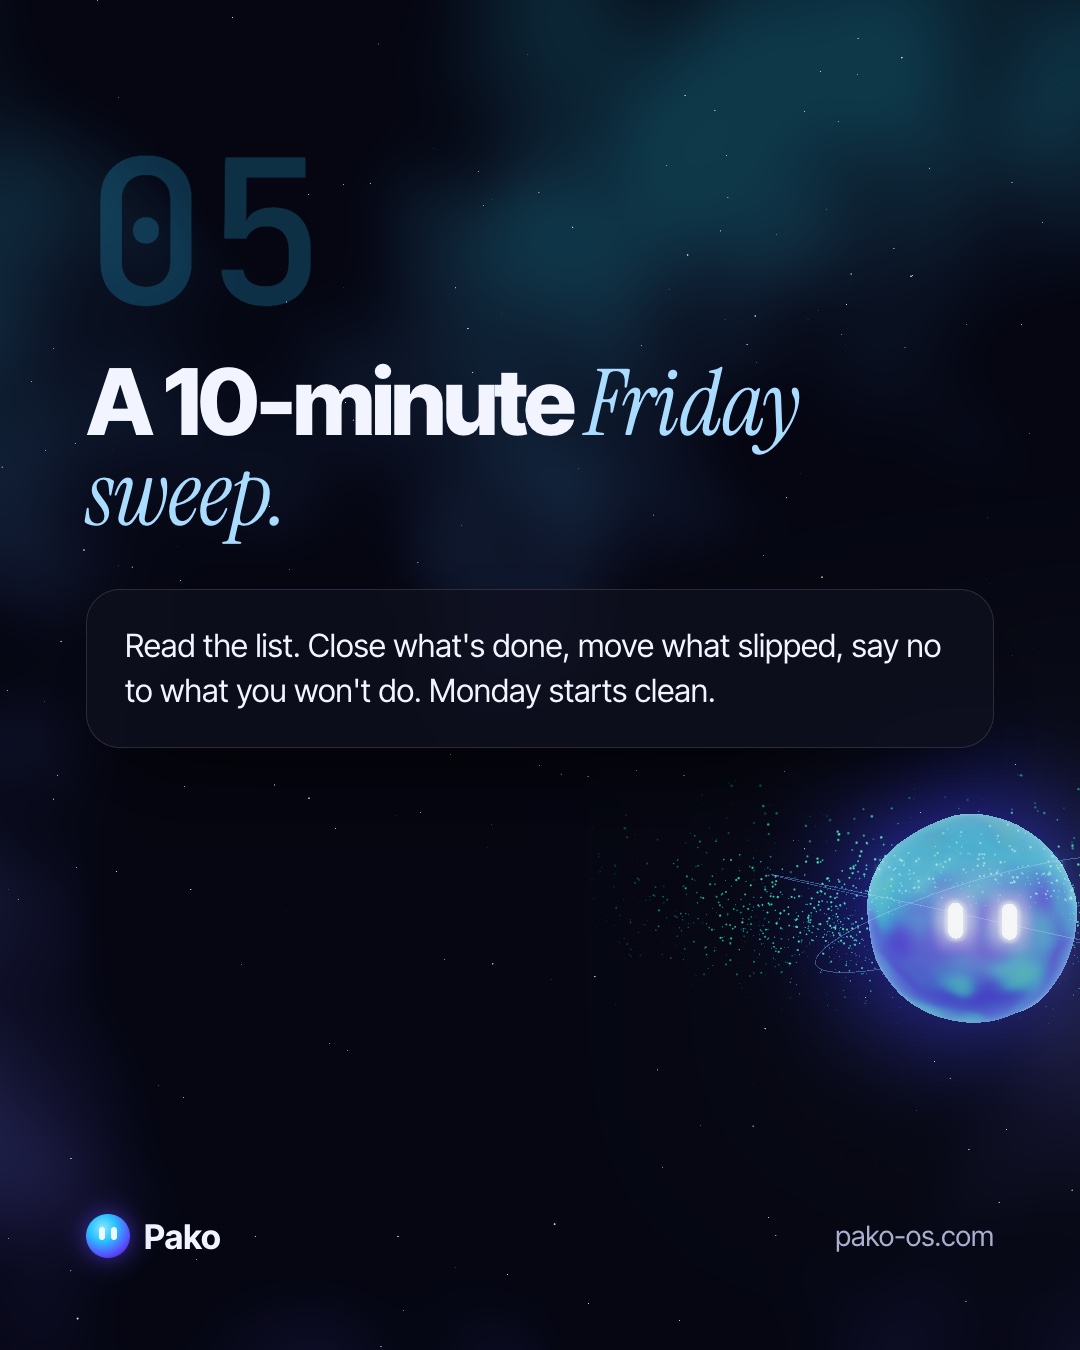 05
A 10-minute Friday
sweep.
Read the list. Close what's done, move what slipped, say no
to what you won't do. Monday starts clean.
Pako
pako-os.com